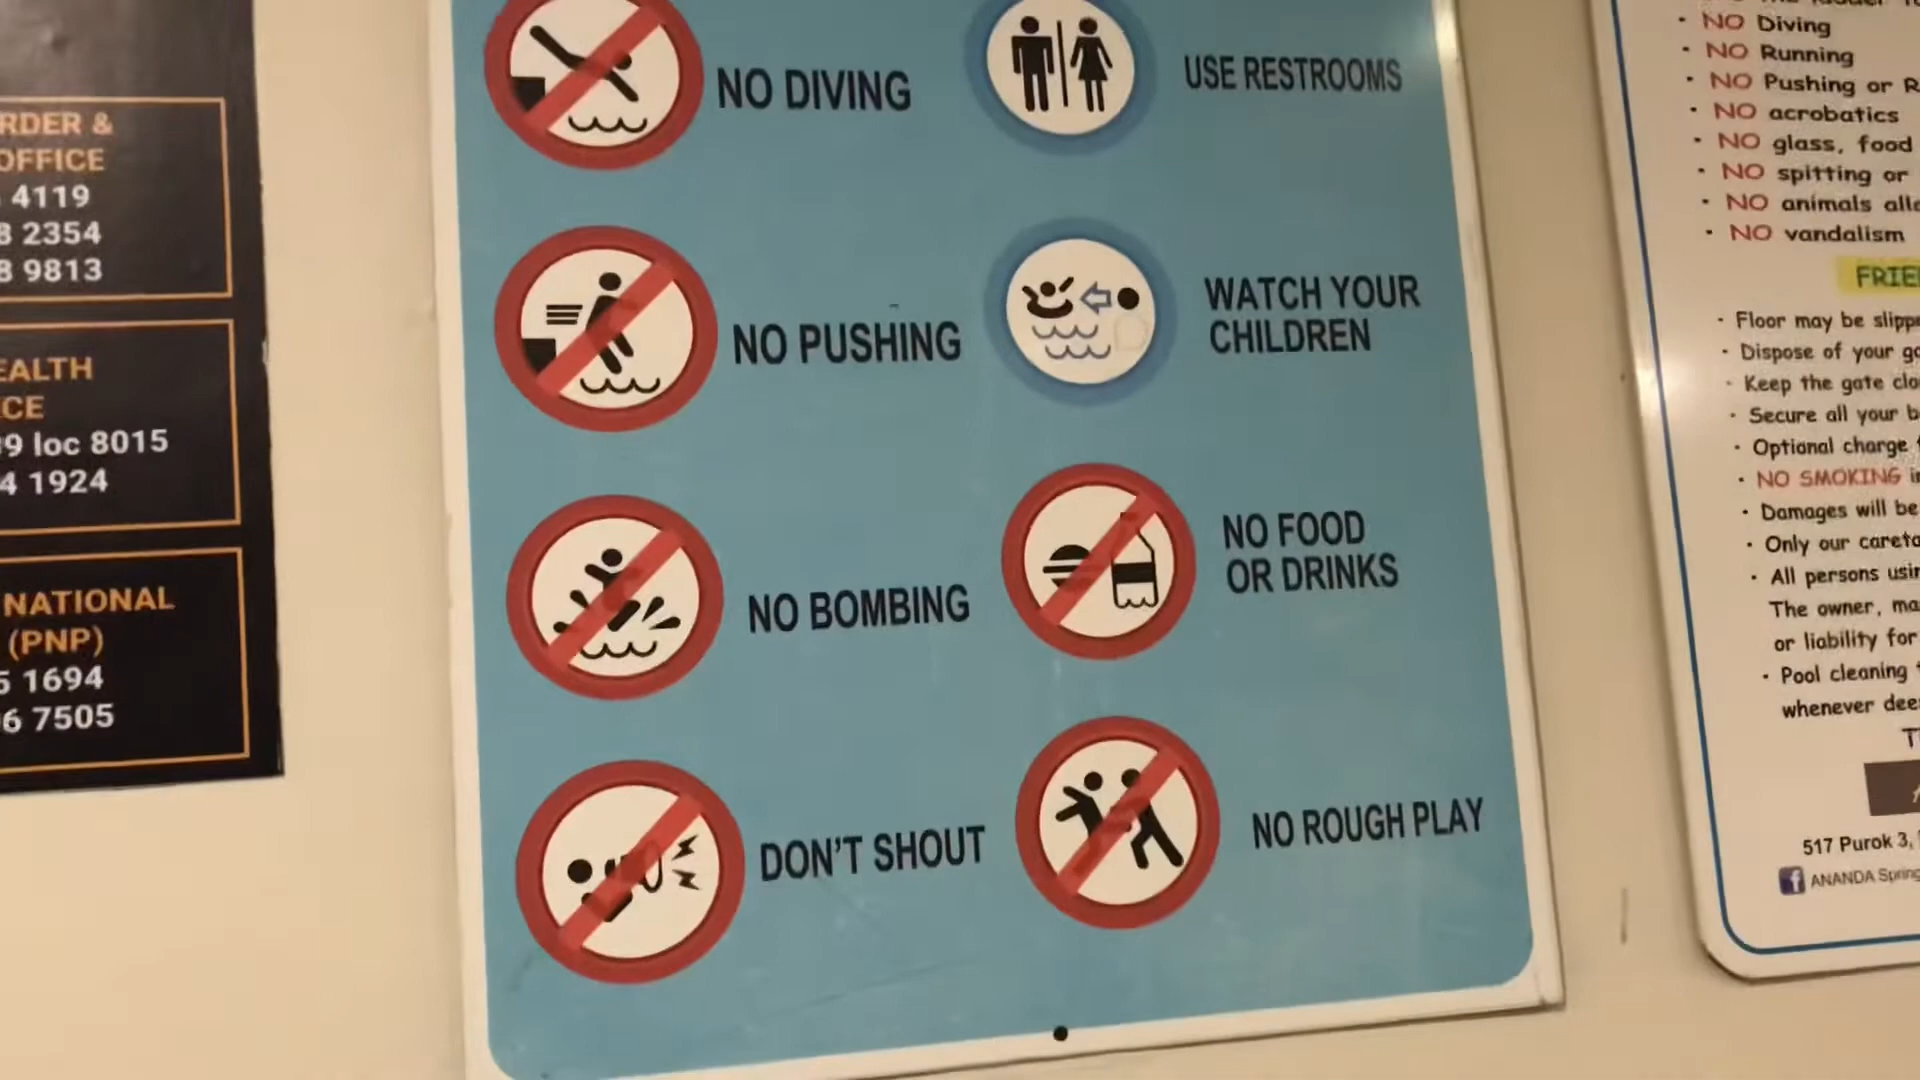 RDER &
OFFICE
4119
2354
9813
EALTH
CE
9 loc 8015
4 1924
NATIONAL
(PNP)
1694
6 7505
NO DIVING
USE RESTROOMS
NO PUSHING
WATCH YOUR
CHILDREN
NO BOMBING
NO FOOD
OR DRINKS
DON'T SHOUT
NO ROUGH PLAY
· NO Diving
· NO Running
· NO Pushing or R
· NO acrobatics
· NO glass, food
· NO spitting or
· NO animals all
· NO vandalism
FRIE
· Floor may be slipp
· Dispose of your
· Keep the gate clo
· Secure all your b
· Optional charge
· NO SMOKING i
· Damages will be
· Only our careta
· All persons usin
The owner, ma
or liability for
· Pool cleaning
whenever dee
T
517 Purok 3,
f ANANDA Spring